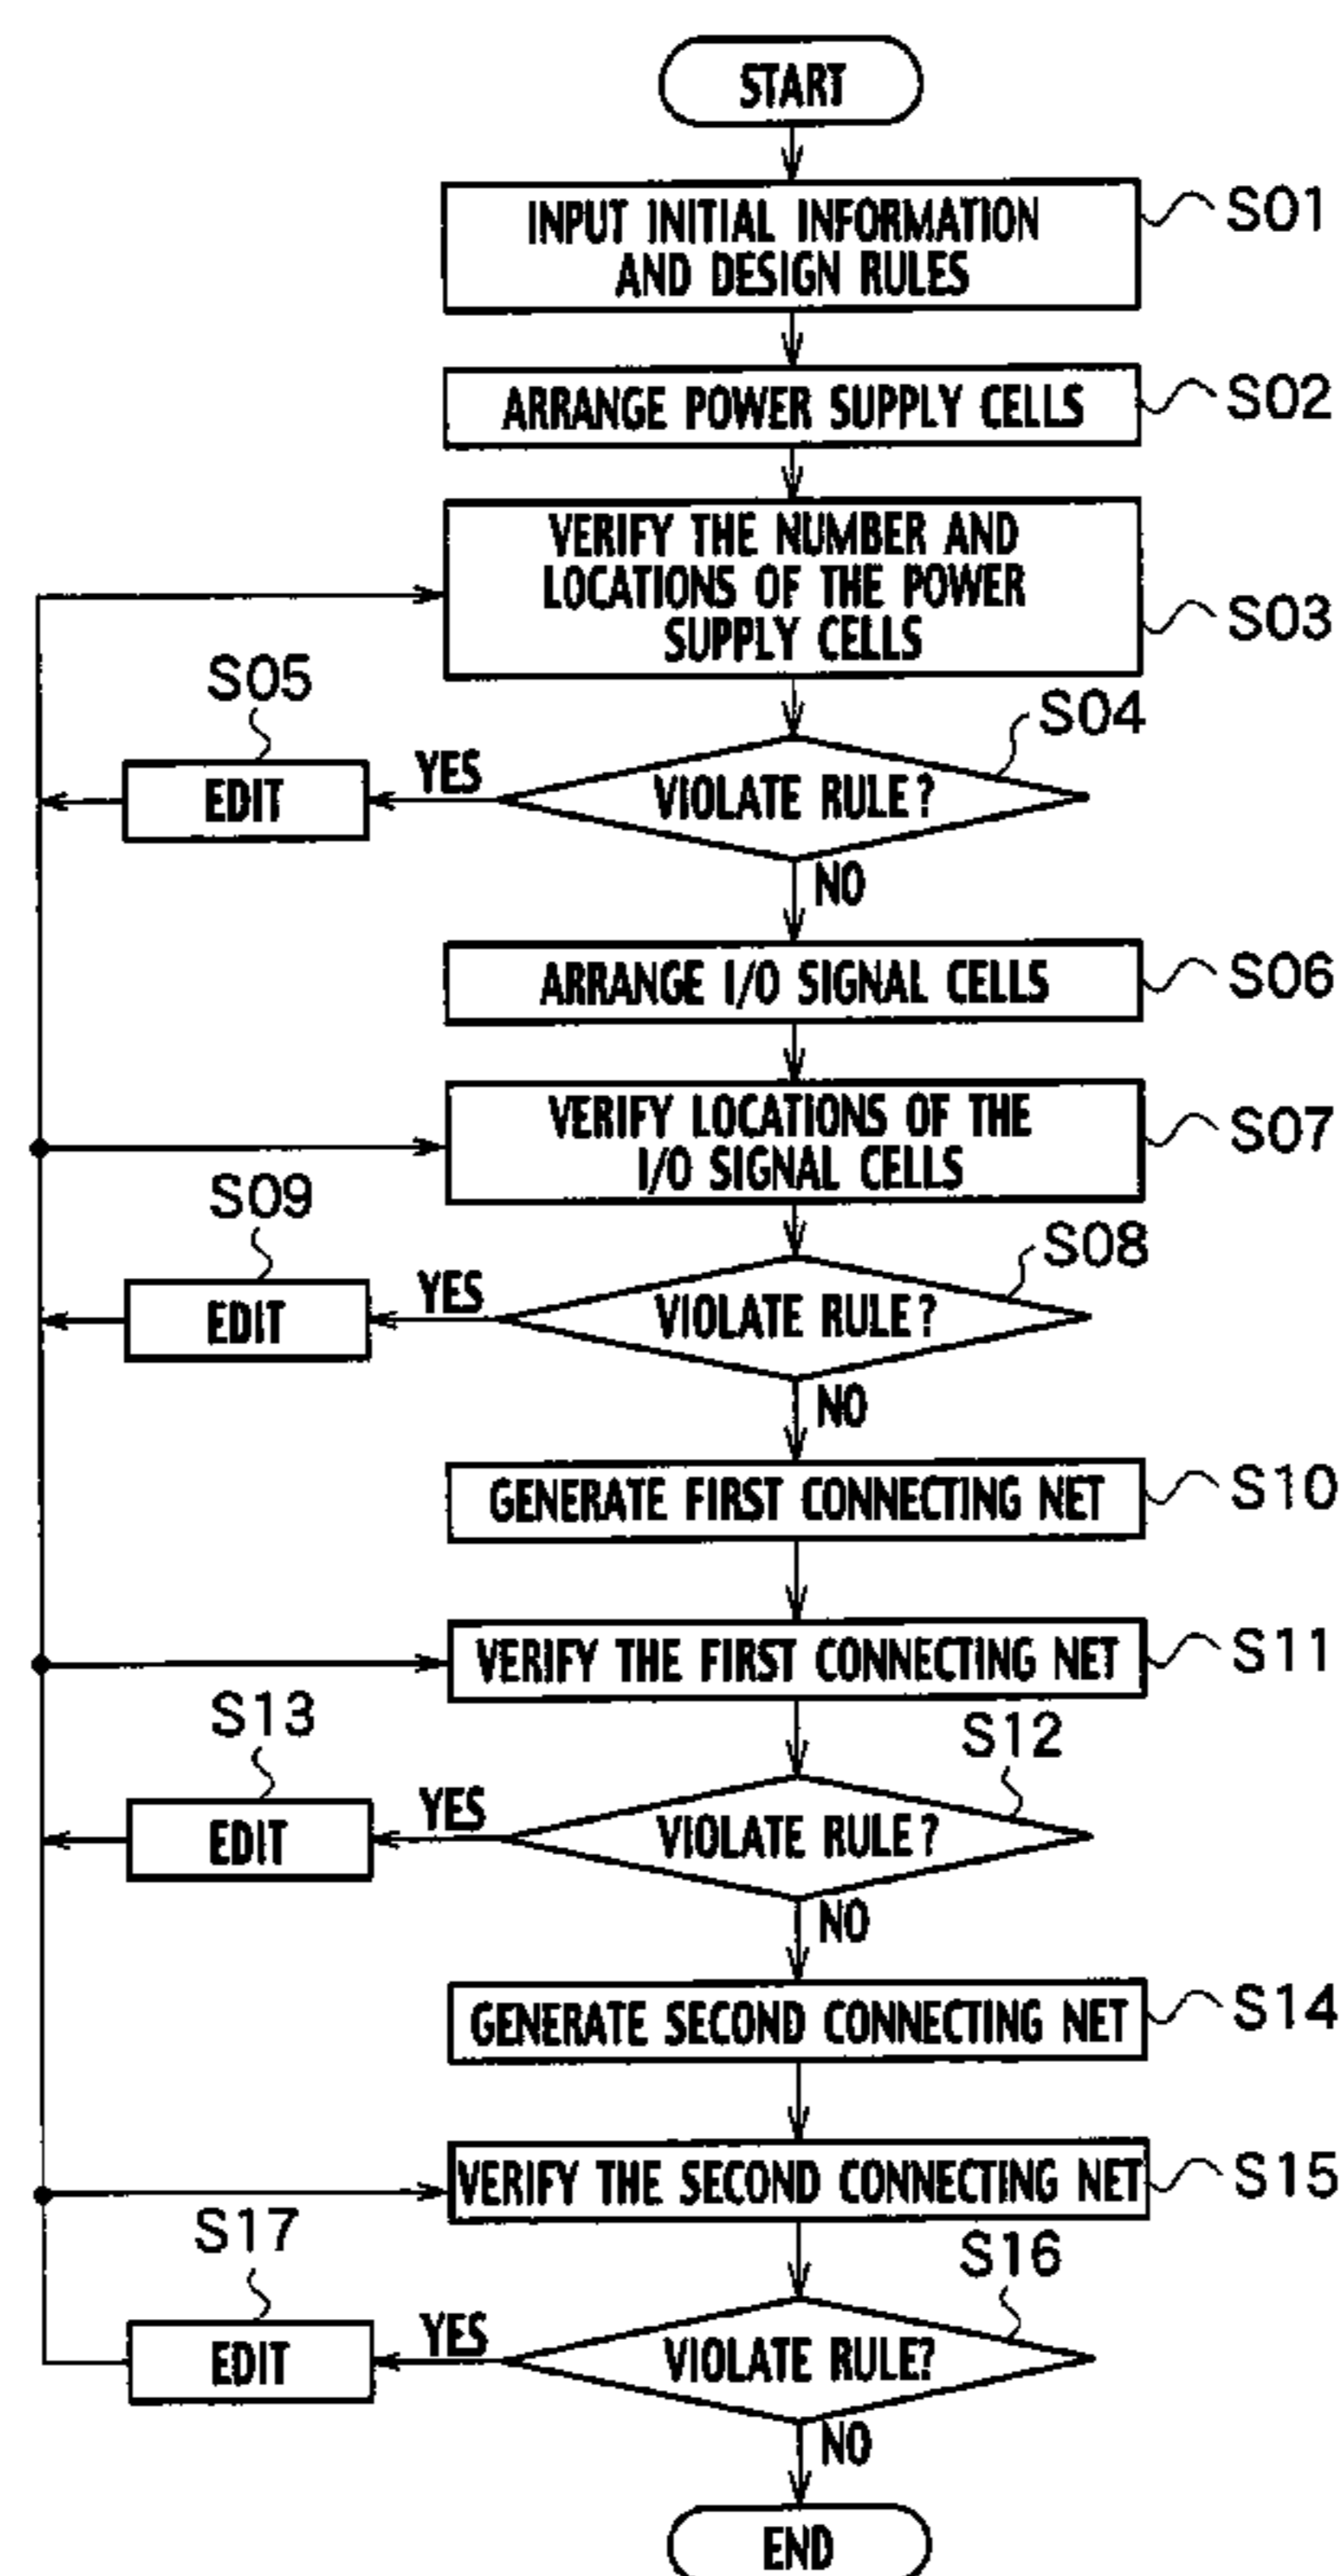 START
INPUT INITIAL INFORMATION
AND DESIGN RULES
S01
ARRANGE POWER SUPPLY CELLS
S02
VERIFY THE NUMBER AND
LOCATIONS OF THE POWER
SUPPLY CELLS
S03
S04
VIOLATE RULE?
YES
S05
EDIT
NO
ARRANGE I/O SIGNAL CELLS
S06
VERIFY LOCATIONS OF THE
I/O SIGNAL CELLS
S07
S08
VIOLATE RULE?
YES
S09
EDIT
NO
GENERATE FIRST CONNECTING NET
S10
VERIFY THE FIRST CONNECTING NET
S11
S12
VIOLATE RULE?
YES
S13
EDIT
NO
GENERATE SECOND CONNECTING NET
S14
VERIFY THE SECOND CONNECTING NET
S15
S16
VIOLATE RULE?
YES
S17
EDIT
NO
END